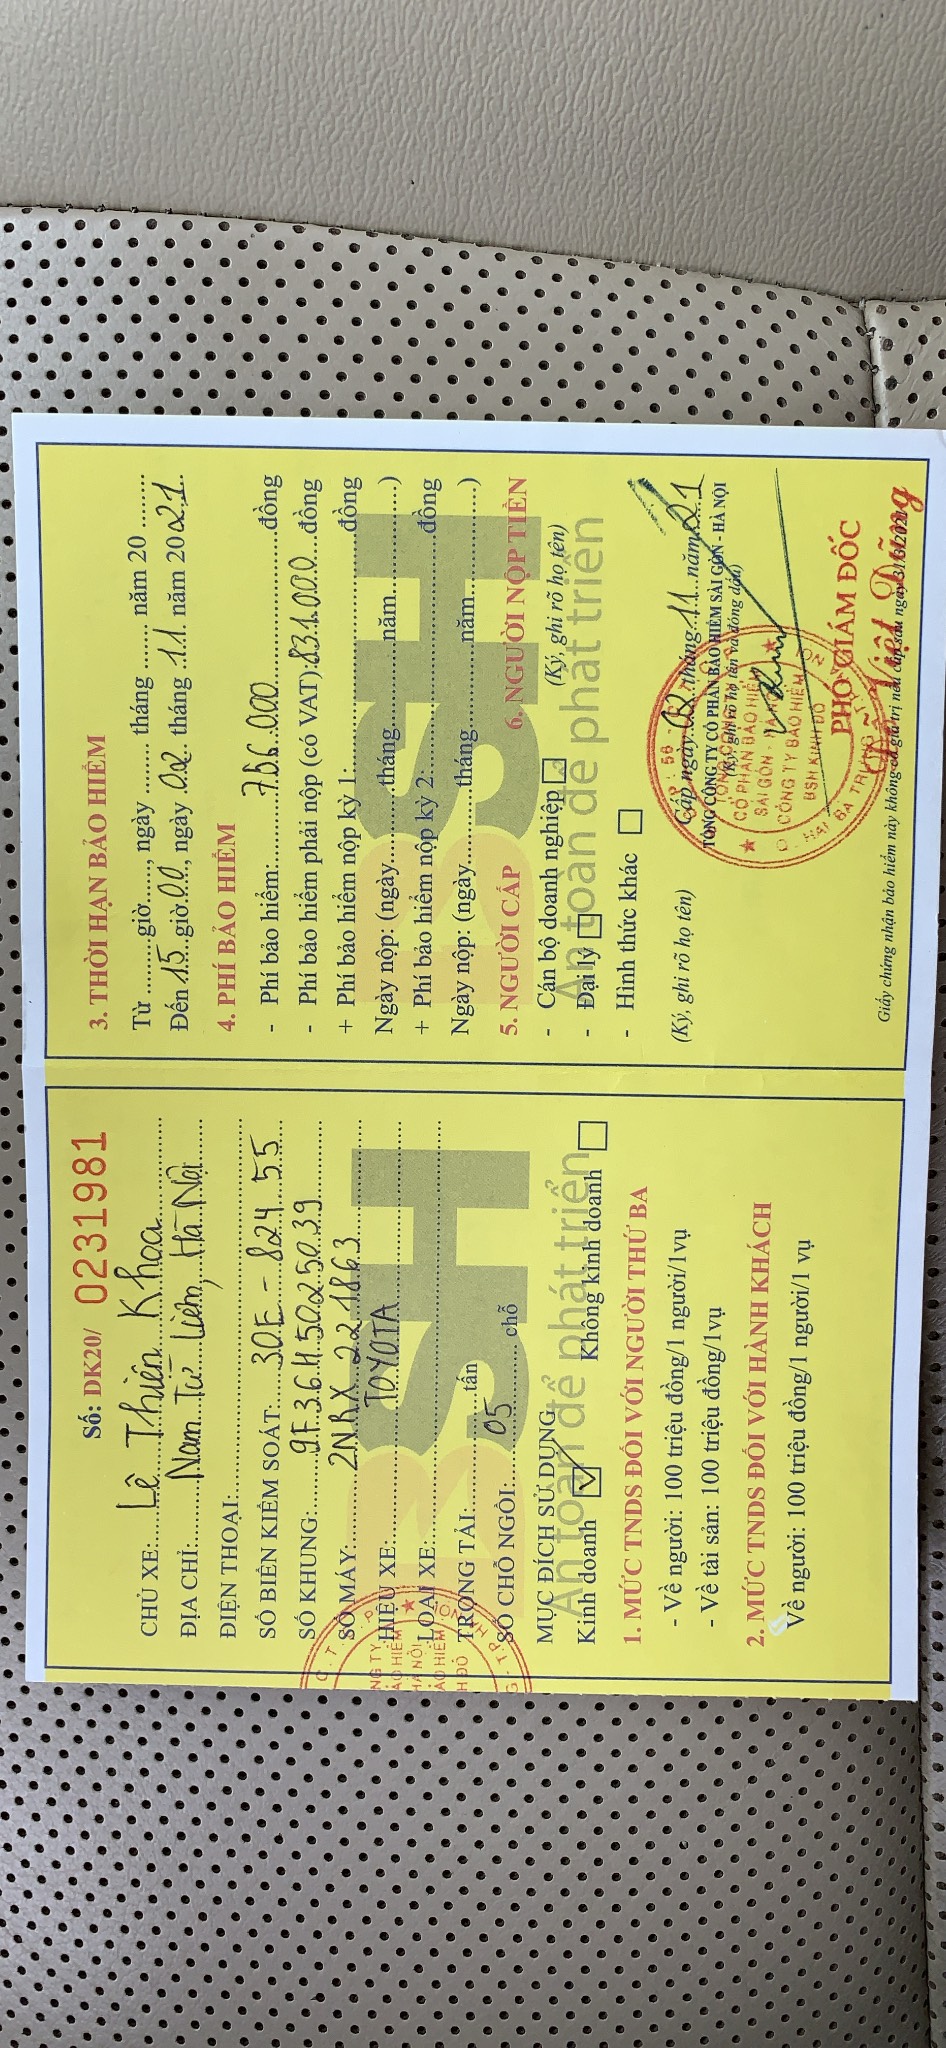 Số: DK20/ 0231981
CHỦ XE: Lê Thiên Khoa
ĐỊA CHỈ: Nam Từ Liêm, Hà Nội
ĐIỆN THOẠI:
SỐ BIỂN KIỂM SOÁT: 30E - 824 55
SỐ KHUNG: 9F36H5025039
SỐ MÁY: 2NRX 221863
HIỆU XE: TOYOTA
LOẠI XE:
TRỌNG TẢI: tấn
SỐ CHỖ NGỒI: 05 chỗ
MỤC ĐÍCH SỬ DỤNG
Kinh doanh Không kinh doanh
BSH
An toàn để phát triển
1. MỨC TNDS ĐỐI VỚI NGƯỜI THỨ BA
- Về người: 100 triệu đồng/1 người/1vụ
- Về tài sản: 100 triệu đồng/1vụ
2. MỨC TNDS ĐỐI VỚI HÀNH KHÁCH
Về người: 100 triệu đồng/1 người/1 vụ
3. THỜI HẠN BẢO HIỂM
Từ .........giờ......, ngày ........ tháng ....... năm 20 ........
Đến 15 giờ 00, ngày 02 tháng 11 năm 20 21
4. PHÍ BẢO HIỂM
- Phí bảo hiểm: 756.000 đồng
- Phí bảo hiểm phải nộp (có VAT): 831.000 đồng
+ Phí bảo hiểm nộp kỳ 1: đồng
Ngày nộp: (ngày............tháng.............năm..................)
+ Phí bảo hiểm nộp kỳ 2: đồng
Ngày nộp: (ngày............tháng.............năm..................)
5. NGƯỜI CẤP 6. NGƯỜI NỘP TIỀN
- Cán bộ doanh nghiệp (Ký, ghi rõ họ tên)
- Đại lý
- Hình thức khác
BSH
An toàn để phát triển
(Ký, ghi rõ họ tên) Cấp ngày 02 tháng 11 năm 21
TỔNG CÔNG TY CỔ PHẦN BẢO HIỂM SÀI GÒN - HÀ NỘI
(Ký, ghi rõ họ tên và đóng dấu)
TỔNG CÔNG TY
CỔ PHẦN BẢO HIỂM
SÀI GÒN - HÀ NỘI
CÔNG TY BẢO HIỂM
BSH KINH ĐÔ
Q. HAI BÀ TRƯNG - T.P HÀ NỘI
PHÓ GIÁM ĐỐC
Việt Dũng
Giấy chứng nhận bảo hiểm này không có giá trị nếu cấp sau ngày 31/3/2021